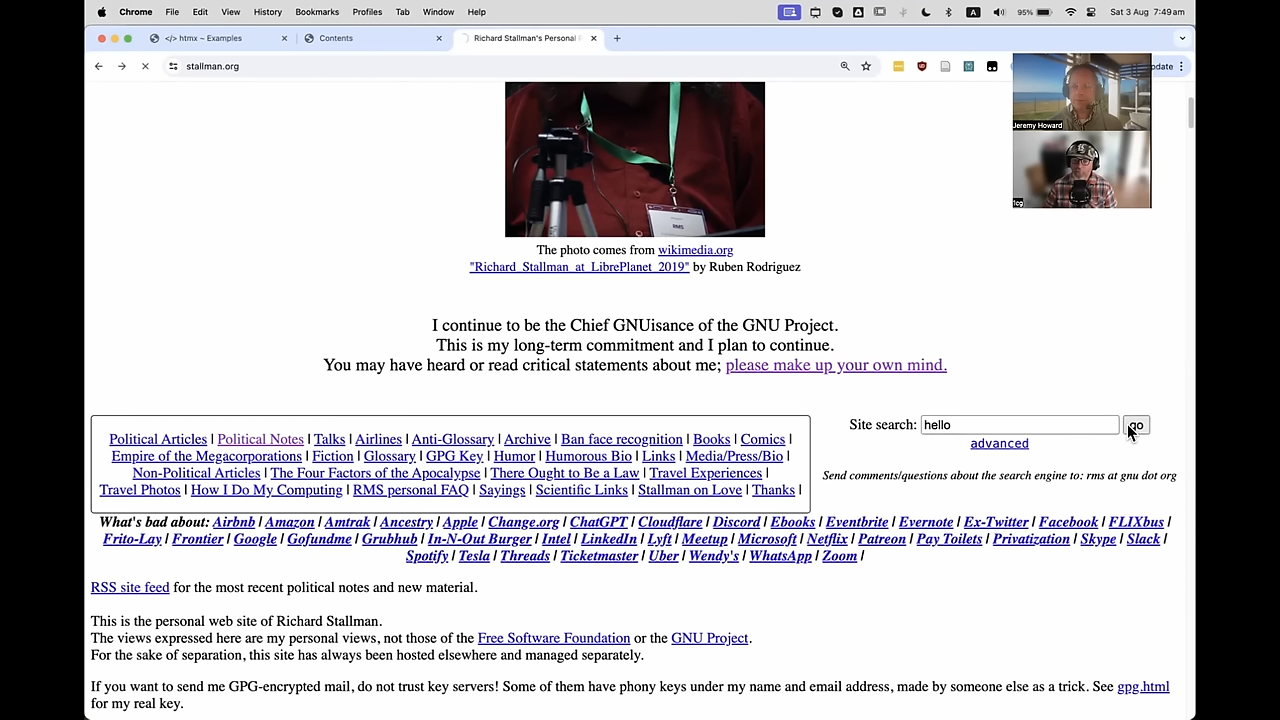 Chrome File Edit View History Bookmarks Profiles Tab Window Help A 95% Sat 3 Aug 7:49 am
</> htmx ~ Examples Contents Richard Stallman's Personal
stallman.org
Jeremy Howard
1cg
RMS
The photo comes from wikimedia.org
"Richard_Stallman_at_LibrePlanet_2019" by Ruben Rodriguez
I continue to be the Chief GNUisance of the GNU Project.
This is my long-term commitment and I plan to continue.
You may have heard or read critical statements about me; please make up your own mind.
Political Articles | Political Notes | Talks | Airlines | Anti-Glossary | Archive | Ban face recognition | Books | Comics |
Empire of the Megacorporations | Fiction | Glossary | GPG Key | Humor | Humorous Bio | Links | Media/Press/Bio |
Non-Political Articles | The Four Factors of the Apocalypse | There Ought to Be a Law | Travel Experiences |
Travel Photos | How I Do My Computing | RMS personal FAQ | Sayings | Scientific Links | Stallman on Love | Thanks |
Site search: hello go
advanced
Send comments/questions about the search engine to: rms at gnu dot org
What's bad about: Airbnb | Amazon | Amtrak | Ancestry | Apple | Change.org | ChatGPT | Cloudflare | Discord | Ebooks | Eventbrite | Evernote | Ex-Twitter | Facebook | FLIXbus |
Frito-Lay | Frontier | Google | Gofundme | Grubhub | In-N-Out Burger | Intel | LinkedIn | Lyft | Meetup | Microsoft | Netflix | Patreon | Pay Toilets | Privatization | Skype | Slack |
Spotify | Tesla | Threads | Ticketmaster | Uber | Wendy's | WhatsApp | Zoom |
RSS site feed for the most recent political notes and new material.
This is the personal web site of Richard Stallman.
The views expressed here are my personal views, not those of the Free Software Foundation or the GNU Project.
For the sake of separation, this site has always been hosted elsewhere and managed separately.
If you want to send me GPG-encrypted mail, do not trust key servers! Some of them have phony keys under my name and email address, made by someone else as a trick. See gpg.html
for my real key.